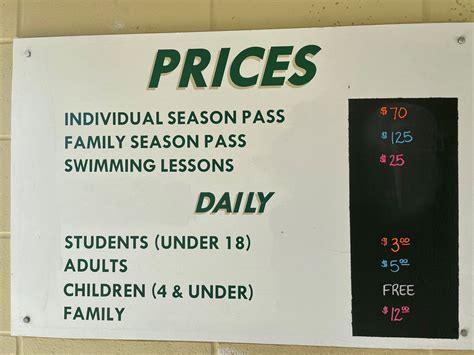 PRICES
INDIVIDUAL SEASON PASS $70
FAMILY SEASON PASS $125
SWIMMING LESSONS $25
DAILY
STUDENTS (UNDER 18) $3.00
ADULTS $5.00
CHILDREN (4 & UNDER) FREE
FAMILY $12.00